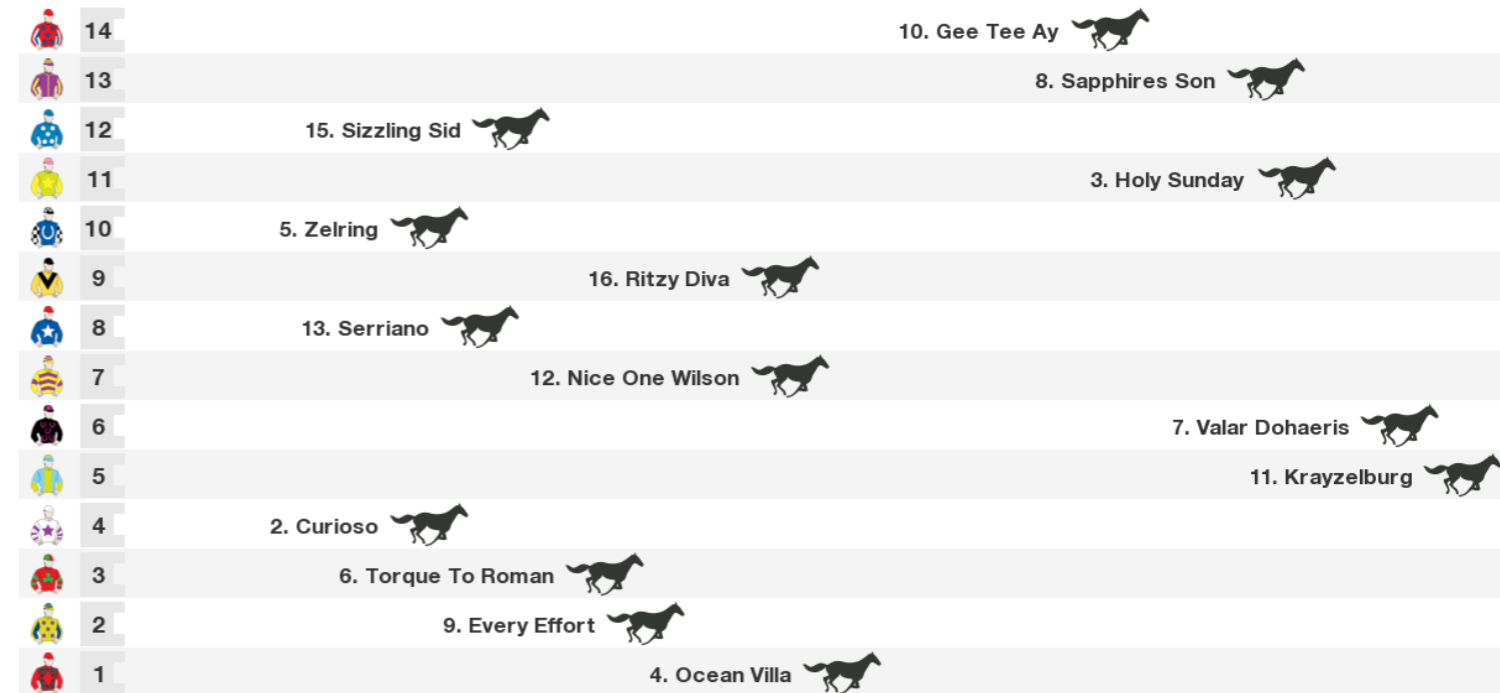 14 10. Gee Tee Ay
13 8. Sapphires Son
12 15. Sizzling Sid
11 3. Holy Sunday
10 5. Zelring
9 16. Ritzy Diva
8 13. Serriano
7 12. Nice One Wilson
6 7. Valar Dohaeris
5 11. Krayzelburg
4 2. Curioso
3 6. Torque To Roman
2 9. Every Effort
1 4. Ocean Villa